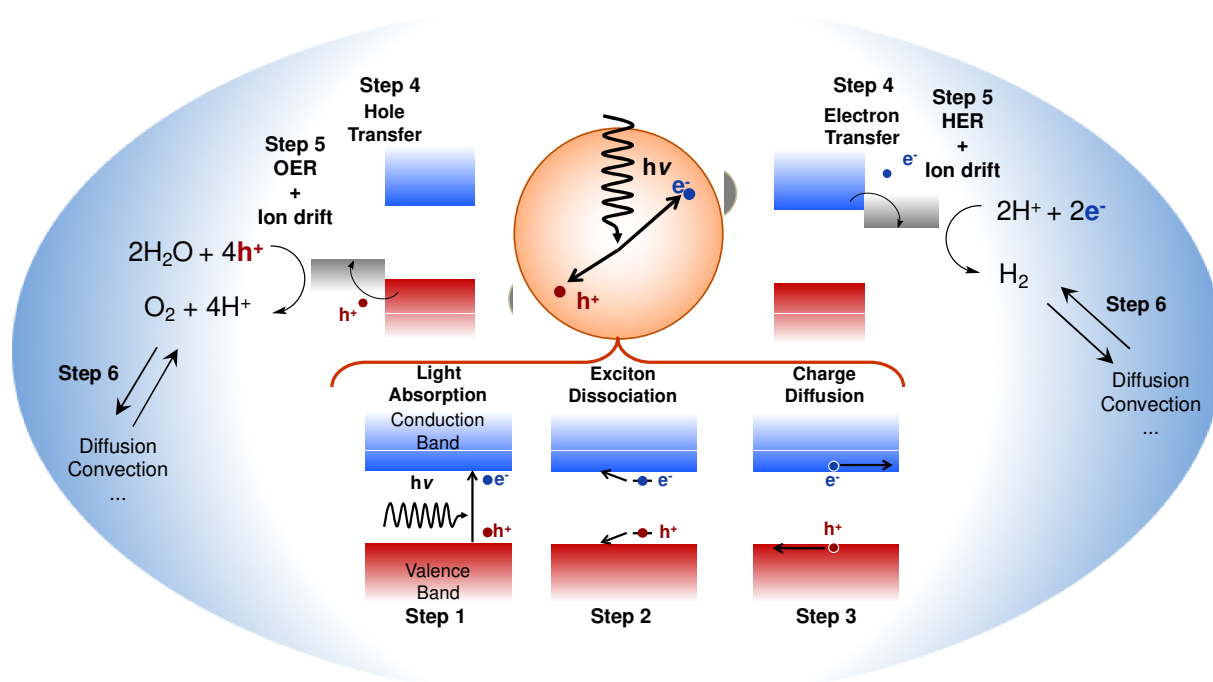 Step 4
Hole
Transfer
Step 5
OER
+
Ion drift
2H₂O + 4h⁺
O₂ + 4H⁺
h⁺
Step 6
Diffusion
Convection
...
hν
e⁻
h⁺
Step 4
Electron
Transfer
e⁻
Step 5
HER
+
Ion drift
2H⁺ + 2e⁻
H₂
Step 6
Diffusion
Convection
...
Light
Absorption
Conduction
Band
hν
e⁻
h⁺
Valence
Band
Step 1
Exciton
Dissociation
e⁻
h⁺
Step 2
Charge
Diffusion
e⁻
h⁺
Step 3